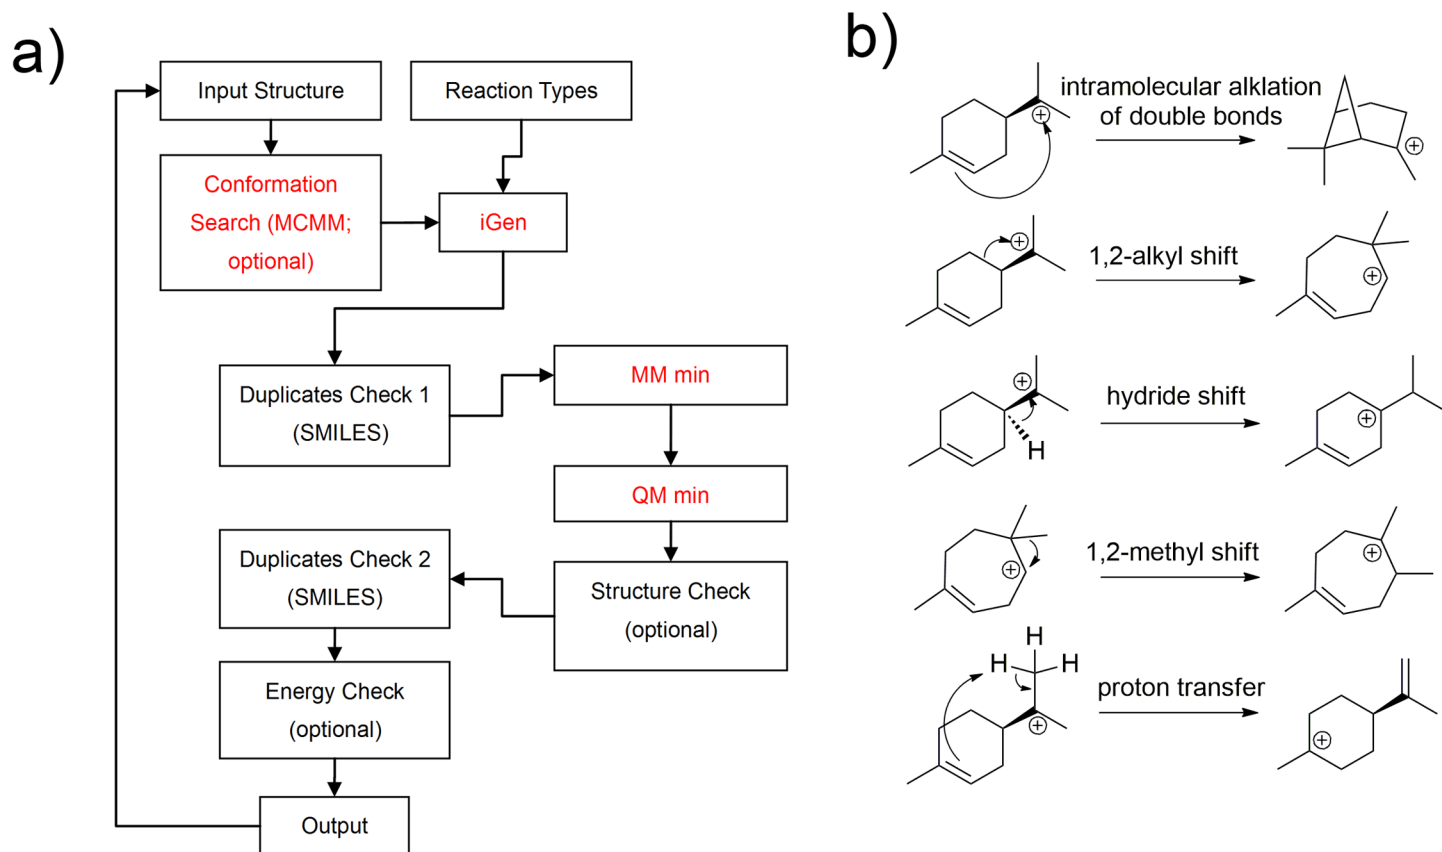 a)
Input Structure
Reaction Types
Conformation
Search (MCMM;
optional)
iGen
Duplicates Check 1
(SMILES)
MM min
QM min
Structure Check
(optional)
Duplicates Check 2
(SMILES)
Energy Check
(optional)
Output
b)
intramolecular alklation
of double bonds
+
+
1,2-alkyl shift
+
+
hydride shift
+
H
+
1,2-methyl shift
+
+
H
H H
proton transfer
+
+